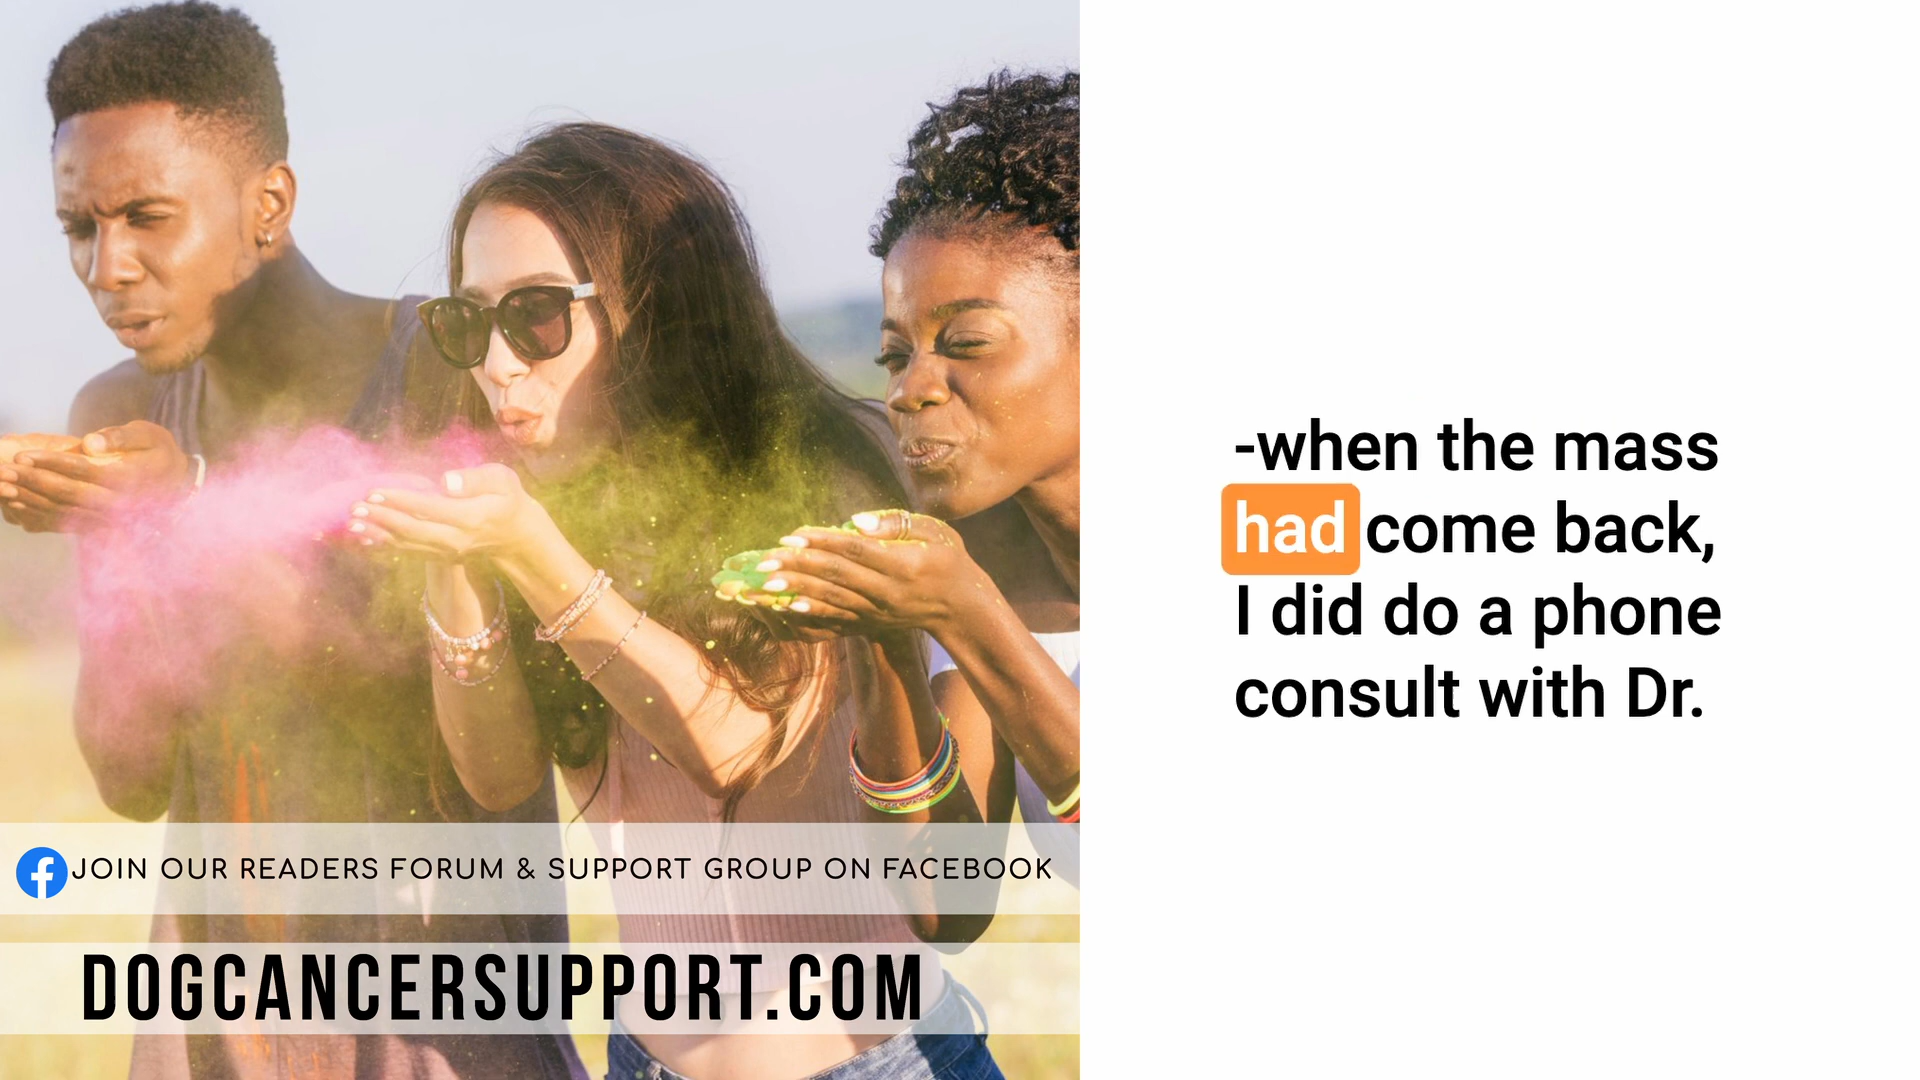 JOIN OUR READERS FORUM & SUPPORT GROUP ON FACEBOOK
DOGCANCERSUPPORT.COM
-when the mass
had come back,
I did do a phone
consult with Dr.